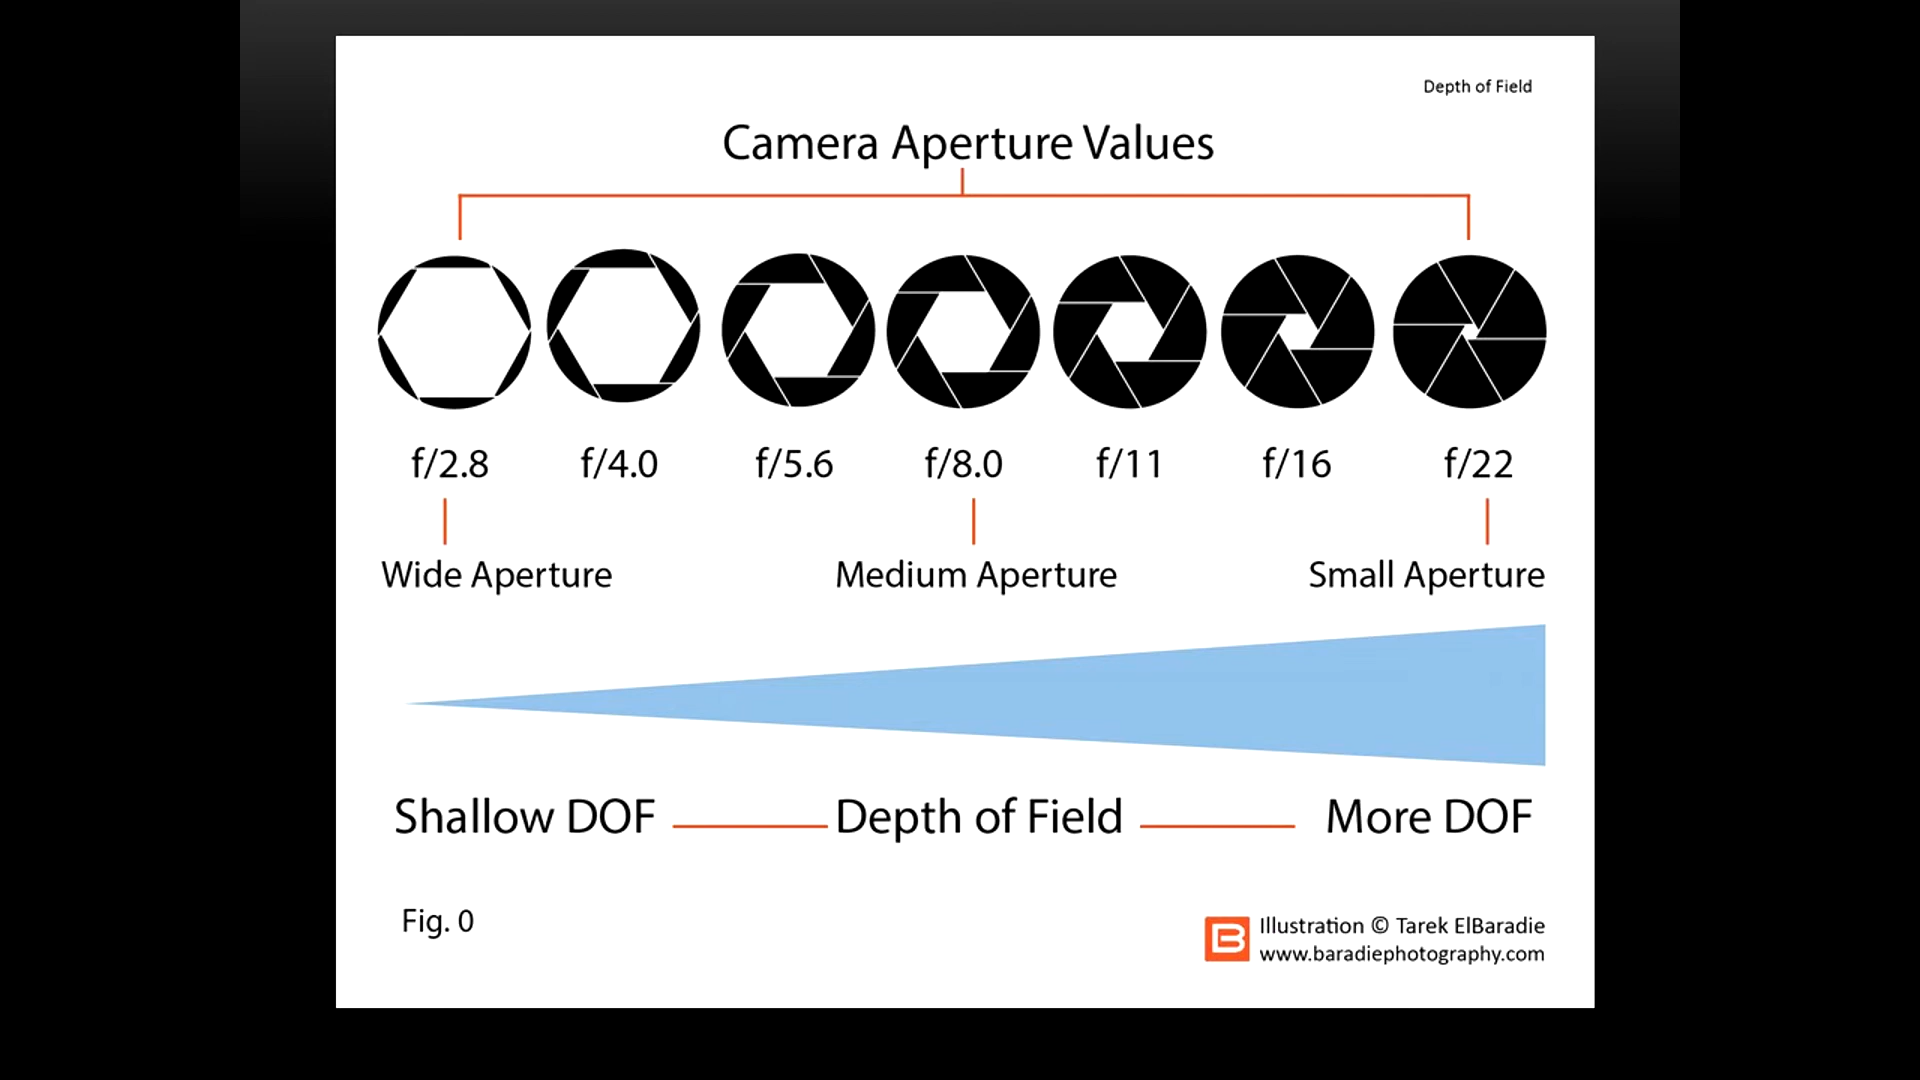 Depth of Field
Camera Aperture Values
f/2.8 f/4.0 f/5.6 f/8.0 f/11 f/16 f/22
Wide Aperture Medium Aperture Small Aperture
Shallow DOF Depth of Field More DOF
Fig. 0
B
Illustration © Tarek ElBaradie
www.baradiephotography.com